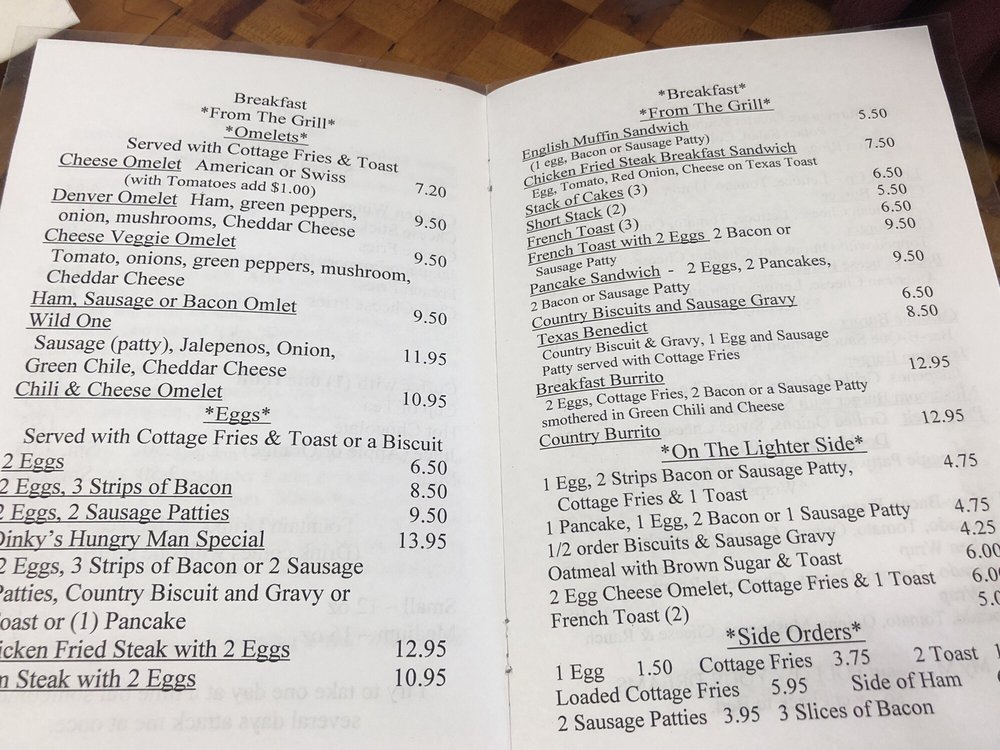 Breakfast
*From The Grill*
*Omelets*
Served with Cottage Fries & Toast
Cheese Omelet American or Swiss
(with Tomatoes add $1.00) 7.20
Denver Omelet Ham, green peppers,
onion, mushrooms, Cheddar Cheese 9.50
Cheese Veggie Omelet
Tomato, onions, green peppers, mushroom, 9.50
Cheddar Cheese
Ham, Sausage or Bacon Omlet 9.50
Wild One
Sausage (patty), Jalepenos, Onion, 11.95
Green Chile, Cheddar Cheese
Chili & Cheese Omelet 10.95
*Eggs*
Served with Cottage Fries & Toast or a Biscuit
2 Eggs 6.50
2 Eggs, 3 Strips of Bacon 8.50
2 Eggs, 2 Sausage Patties 9.50
Dinky's Hungry Man Special 13.95
2 Eggs, 3 Strips of Bacon or 2 Sausage
Patties, Country Biscuit and Gravy or
Toast or (1) Pancake
icken Fried Steak with 2 Eggs 12.95
m Steak with 2 Eggs 10.95
*Breakfast*
*From The Grill*
English Muffin Sandwich 5.50
(1 egg, Bacon or Sausage Patty)
Chicken Fried Steak Breakfast Sandwich 7.50
Egg, Tomato, Red Onion, Cheese on Texas Toast
Stack of Cakes (3) 6.50
Short Stack (2) 5.50
French Toast (3) 6.50
French Toast with 2 Eggs 2 Bacon or 9.50
Sausage Patty
Pancake Sandwich - 2 Eggs, 2 Pancakes, 9.50
2 Bacon or Sausage Patty
Country Biscuits and Sausage Gravy 6.50
Texas Benedict 8.50
Country Biscuit & Gravy, 1 Egg and Sausage
Patty served with Cottage Fries
Breakfast Burrito 12.95
2 Eggs, Cottage Fries, 2 Bacon or a Sausage Patty
smothered in Green Chili and Cheese
Country Burrito 12.95
*On The Lighter Side*
1 Egg, 2 Strips Bacon or Sausage Patty, 4.75
Cottage Fries & 1 Toast
1 Pancake, 1 Egg, 2 Bacon or 1 Sausage Patty 4.75
1/2 order Biscuits & Sausage Gravy 4.25
Oatmeal with Brown Sugar & Toast 6.00
2 Egg Cheese Omelet, Cottage Fries & 1 Toast 6.00
French Toast (2) 5.0
*Side Orders*
1 Egg 1.50 Cottage Fries 3.75 2 Toast
Loaded Cottage Fries 5.95 Side of Ham
2 Sausage Patties 3.95 3 Slices of Bacon